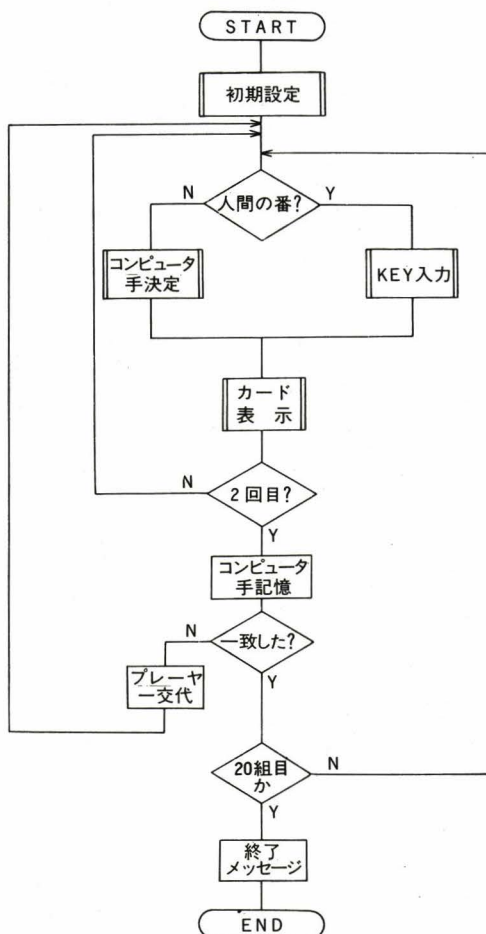 START
初期設定
人間の番?
N
Y
コンピュータ
手決定
KEY入力
カード
表 示
2回目?
N
Y
コンピュータ
手記憶
一致した?
N
Y
プレーヤ
ー交代
20組目
か
N
Y
終了
メッセージ
END